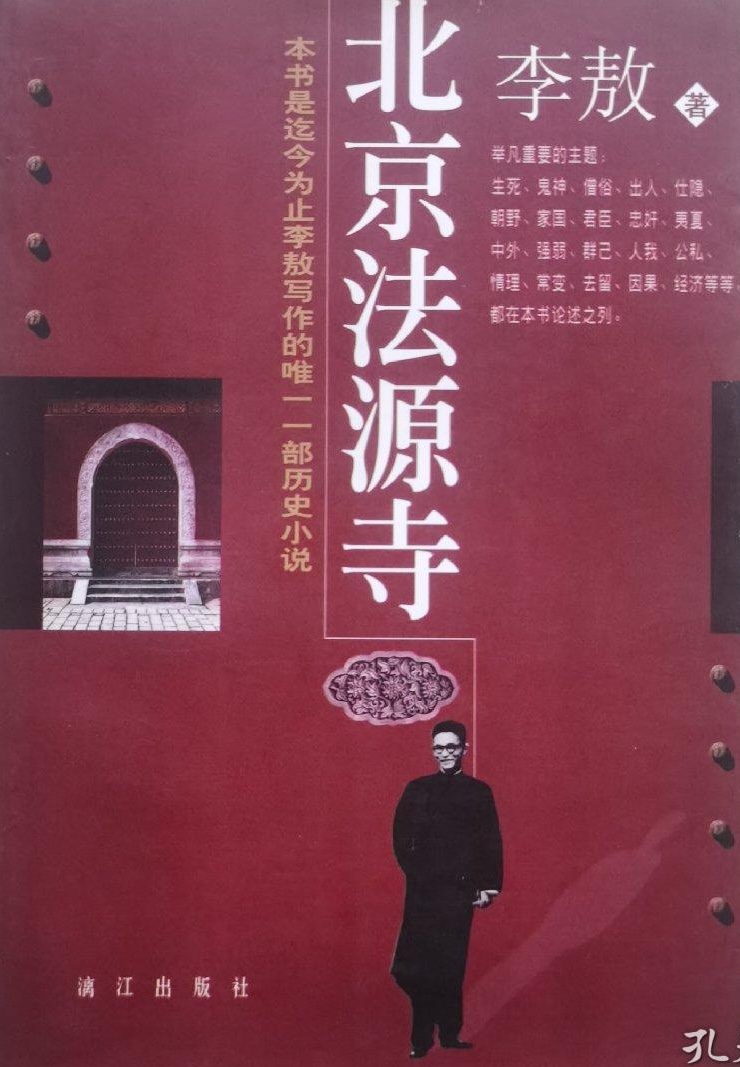 北京法源寺
李敖 著
举凡重要的主题：
生死、鬼神、僧俗、出入、仕隐、
朝野、家国、君臣、忠奸、夷夏、
中外、强弱、群己、人我、公私、
情理、常变、去留、因果、经济等等，
都在本书论述之列。
本书是迄今为止李敖写作的唯一一部历史小说
漓江出版社
孔